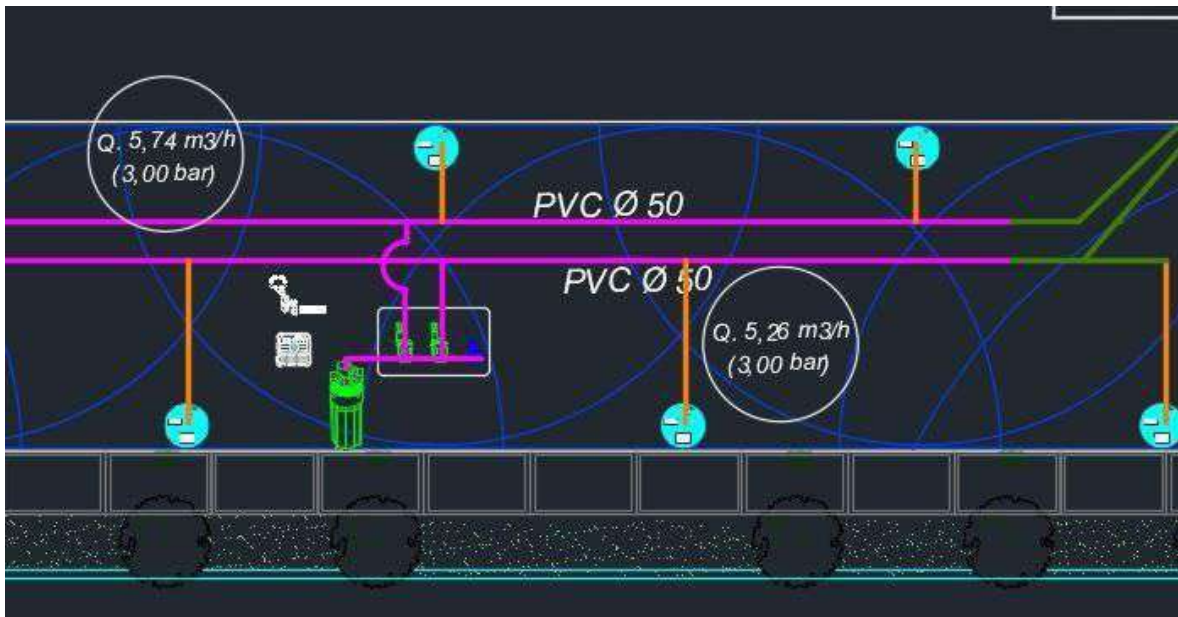 Q. 5,74 m3/h
(3,00 bar)
PVC Ø 50
PVC Ø 50
Q. 5,26 m3/h
(3,00 bar)